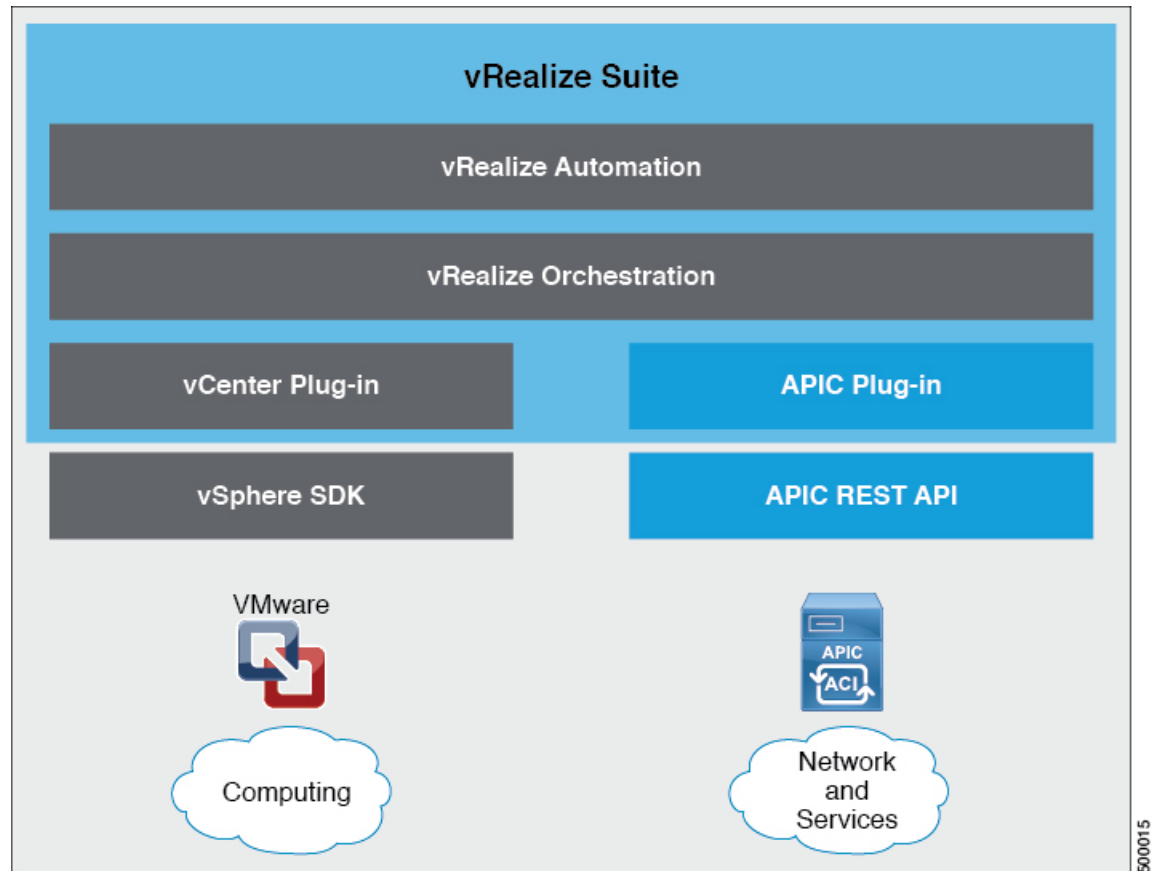 vRealize Suite
vRealize Automation
vRealize Orchestration
vCenter Plug-in
APIC Plug-in
vSphere SDK
APIC REST API
VMware
APIC
ACI
Computing
Network
and
Services
500015